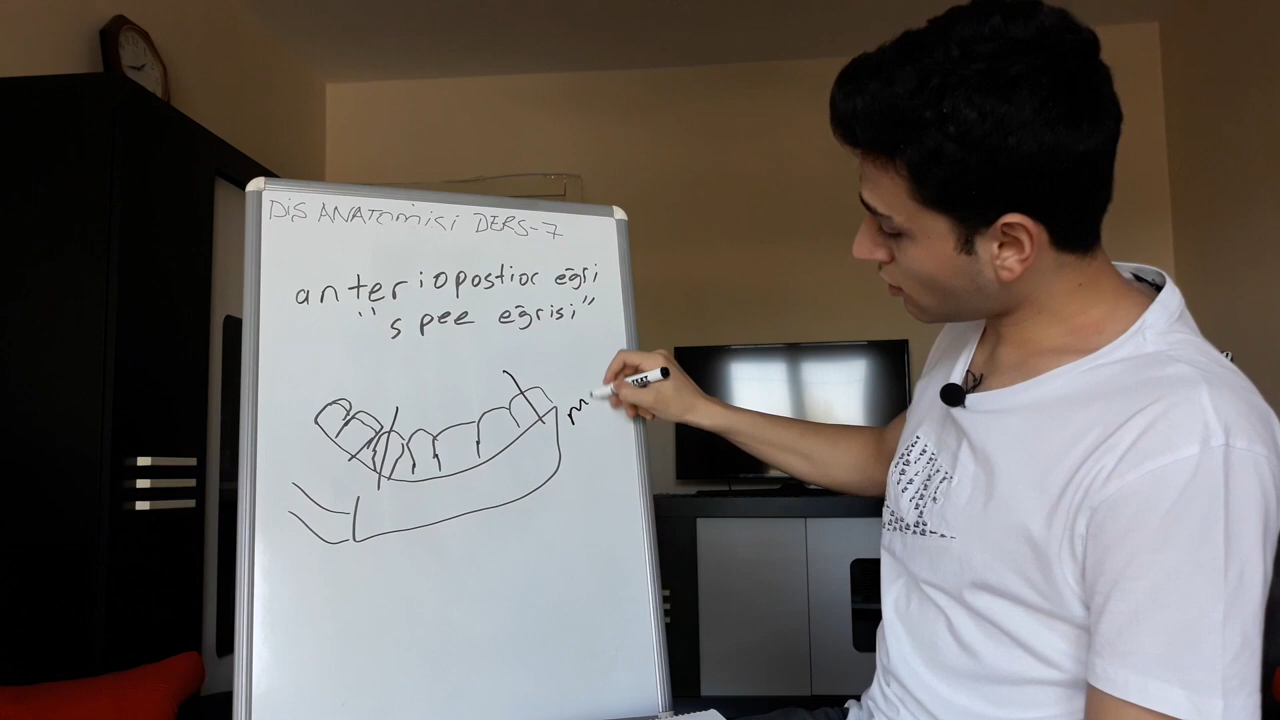 DİŞ ANATOMİSİ DERS-7
anteriopostior eğri
"spee eğrisi"
m